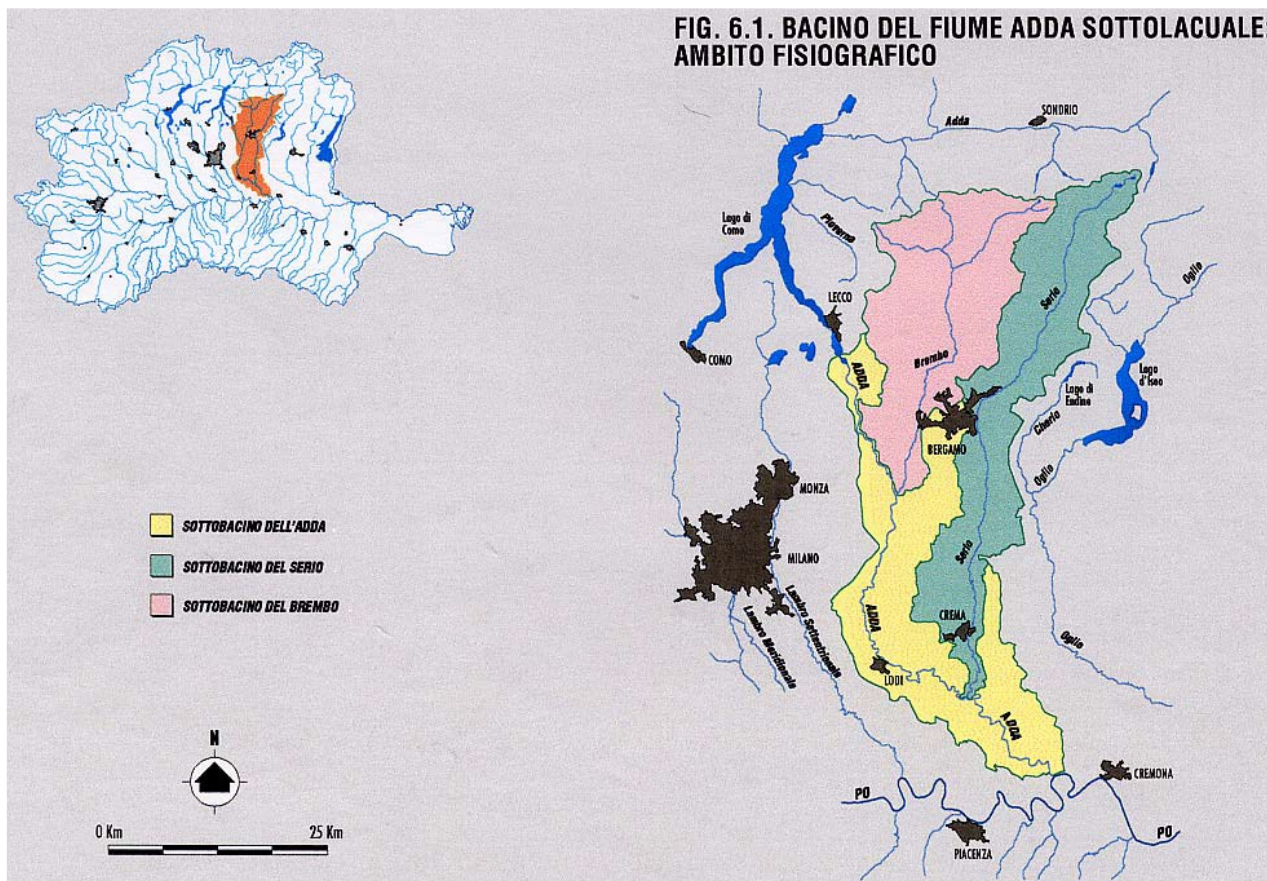 FIG. 6.1. BACINO DEL FIUME ADDA SOTTOLACUALE:
AMBITO FISIOGRAFICO
SONDRIO
Adda
Lago di
Como
Pioverna
LECCO
COMO
ADDA
Brembo
Serio
Oglio
Lago
d'Iseo
Lago di
Endine
Cherio
Oglio
BERGAMO
MONZA
MILANO
Lambro Settentrionale
Lambro Meridionale
Serio
ADDA
CREMA
LODI
Oglio
ADDA
CREMONA
PO
PO
PIACENZA
SOTTOBACINO DELL'ADDA
SOTTOBACINO DEL SERIO
SOTTOBACINO DEL BREMBO
N
0 Km 25 Km